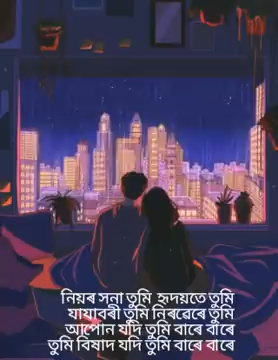 নিয়ৰ সনা তুমি হৃদয়তে তুমি
যাযাবৰী তুমি নিৰৱেৰে তুমি
আপোন যদি তুমি বাৰে বাৰে
তুমি বিষাদ যদি তুমি বাৰে বাৰে